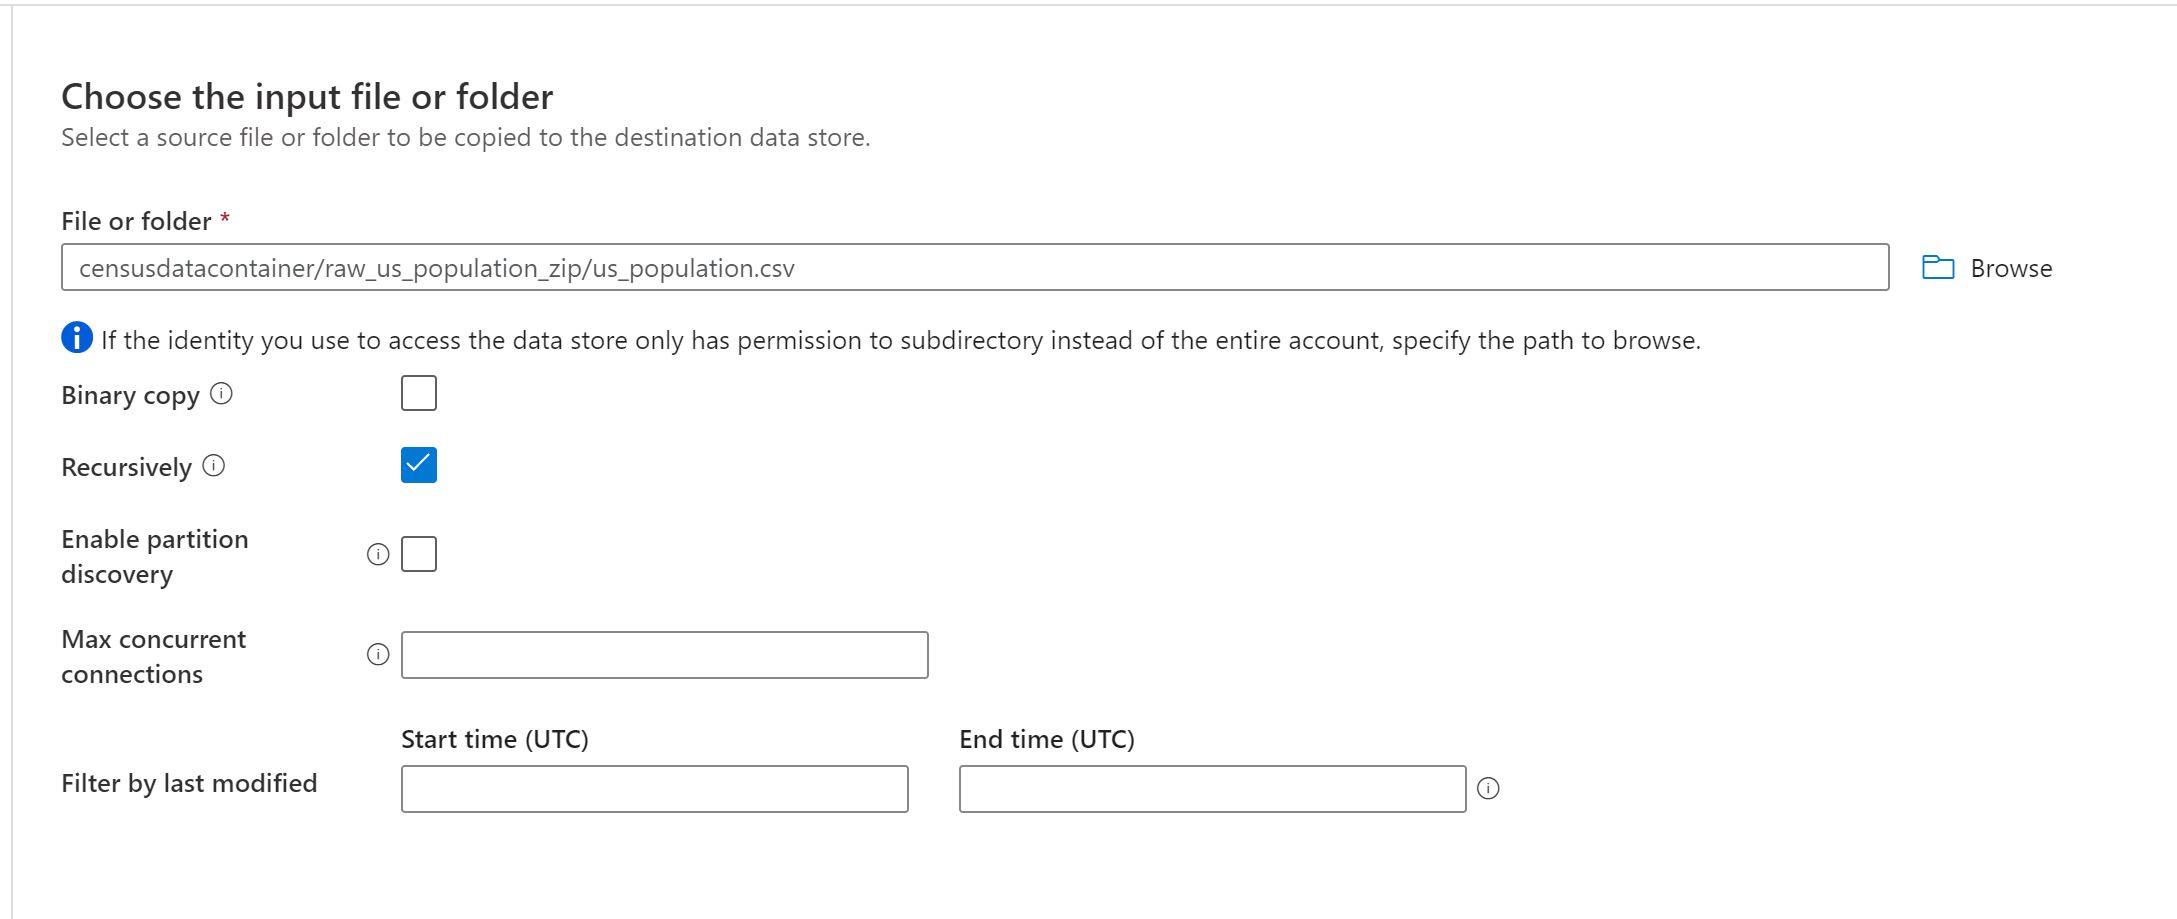 Choose the input file or folder
Select a source file or folder to be copied to the destination data store.
File or folder *
censusdatacontainer/raw_us_population_zip/us_population.csv
Browse
If the identity you use to access the data store only has permission to subdirectory instead of the entire account, specify the path to browse.
Binary copy
Recursively
Enable partition
discovery
Max concurrent
connections
Start time (UTC)
End time (UTC)
Filter by last modified